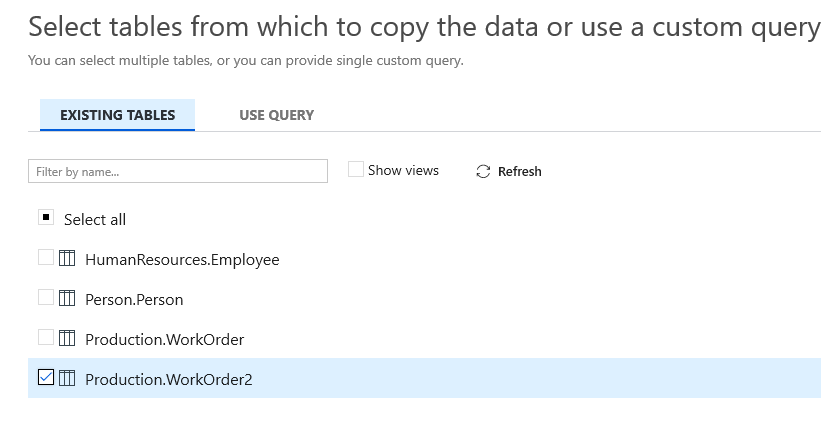 Select tables from which to copy the data or use a custom query
You can select multiple tables, or you can provide single custom query.
EXISTING TABLES USE QUERY
Filter by name... Show views Refresh
Select all
HumanResources.Employee
Person.Person
Production.WorkOrder
Production.WorkOrder2